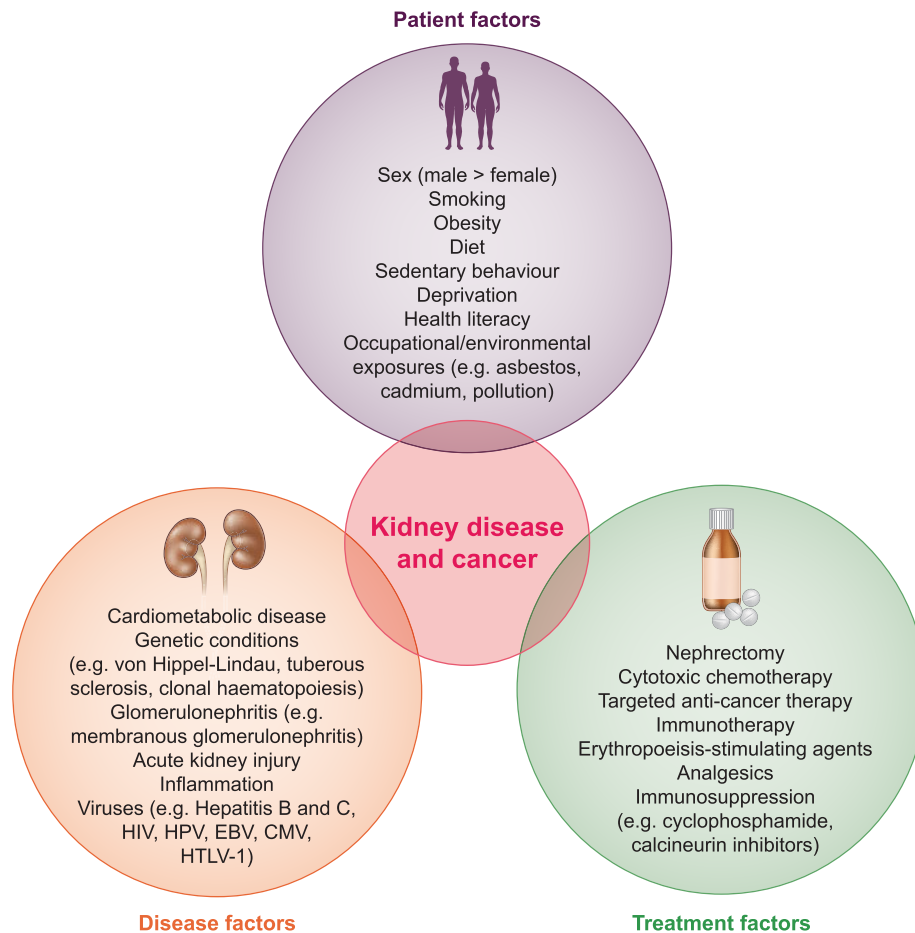 Patient factors
Sex (male > female)
Smoking
Obesity
Diet
Sedentary behaviour
Deprivation
Health literacy
Occupational/environmental
exposures (e.g. asbestos,
cadmium, pollution)
Kidney disease
and cancer
Cardiometabolic disease
Genetic conditions
(e.g. von Hippel-Lindau, tuberous
sclerosis, clonal haematopoiesis)
Glomerulonephritis (e.g.
membranous glomerulonephritis)
Acute kidney injury
Inflammation
Viruses (e.g. Hepatitis B and C,
HIV, HPV, EBV, CMV,
HTLV-1)
Disease factors
Nephrectomy
Cytotoxic chemotherapy
Targeted anti-cancer therapy
Immunotherapy
Erythropoeisis-stimulating agents
Analgesics
Immunosuppression
(e.g. cyclophosphamide,
calcineurin inhibitors)
Treatment factors